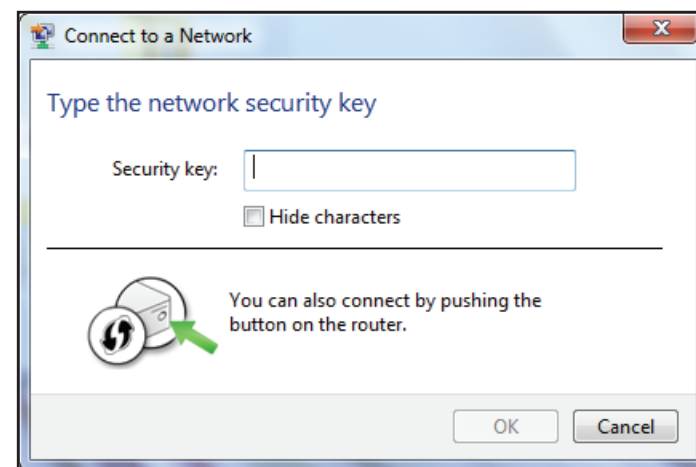 Connect to a Network
Type the network security key
Security key:
Hide characters
You can also connect by pushing the
button on the router.
OK
Cancel